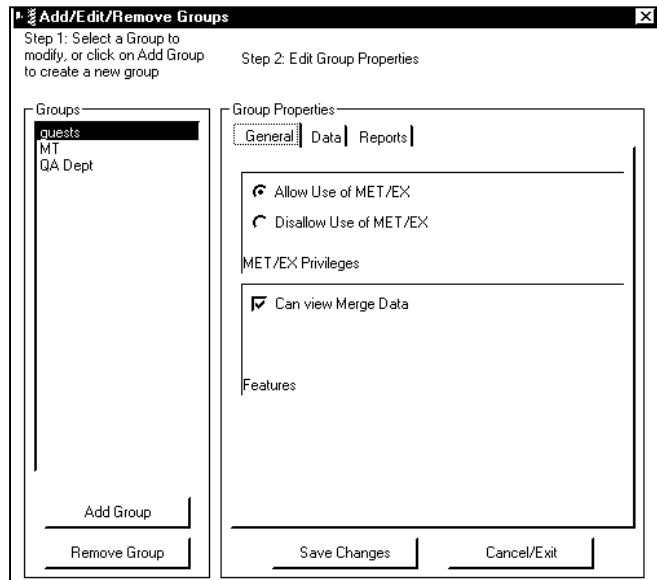 Add/Edit/Remove Groups
Step 1: Select a Group to
modify, or click on Add Group
to create a new group
Step 2: Edit Group Properties
Groups
guests
MT
QA Dept
Add Group
Remove Group
Group Properties
General Data Reports
Allow Use of MET/EX
Disallow Use of MET/EX
MET/EX Privileges
Can view Merge Data
Features
Save Changes Cancel/Exit